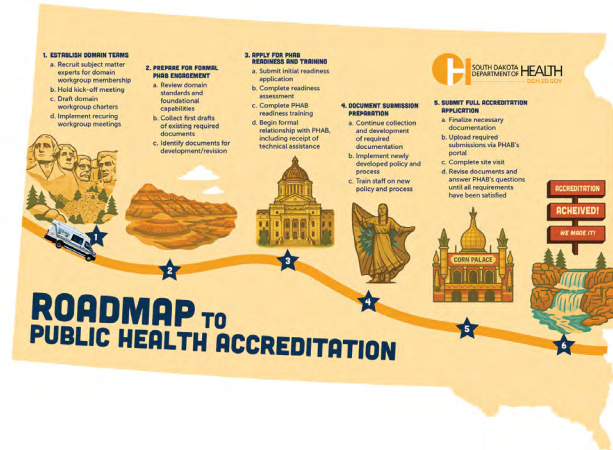 1. ESTABLISH DOMAIN TEAMS
a. Recruit subject matter
experts for domain
workgroup membership
b. Hold kick-off meeting
c. Draft domain
workgroup charters
d. Implement recuring
workgroup meetings
2. PREPARE FOR FORMAL
PHAB ENGAGEMENT
a. Review domain
standards and
foundational
capabilities
b. Collect first drafts
of existing required
documents
c. Identify documents for
development/revision
3. APPLY FOR PHAB
READINESS AND TRAINING
a. Submit initial readiness
application
b. Complete readiness
assessment
c. Complete PHAB
readiness training
d. Begin formal
relationship with PHAB,
including receipt of
technical assistance
4. DOCUMENT SUBMISSION
PREPARATION
a. Continue collection
and development
of required
documentation
b. Implement newly
developed policy and
process
c. Train staff on new
policy and process
SOUTH DAKOTA
DEPARTMENT OF HEALTH
DOH.SD.GOV
5. SUBMIT FULL ACCREDITATION
APPLICATION
a. Finalize necessary
documentation
b. Upload required
submissions via PHAB's
portal
c. Complete site visit
d. Revise documents and
answer PHAB's questions
until all requirements
have been satisfied
ACCREDITATION
ACHEIVED!
WE MADE IT!
CORN PALACE
1
2
3
4
5
6
ROADMAP TO
PUBLIC HEALTH ACCREDITATION